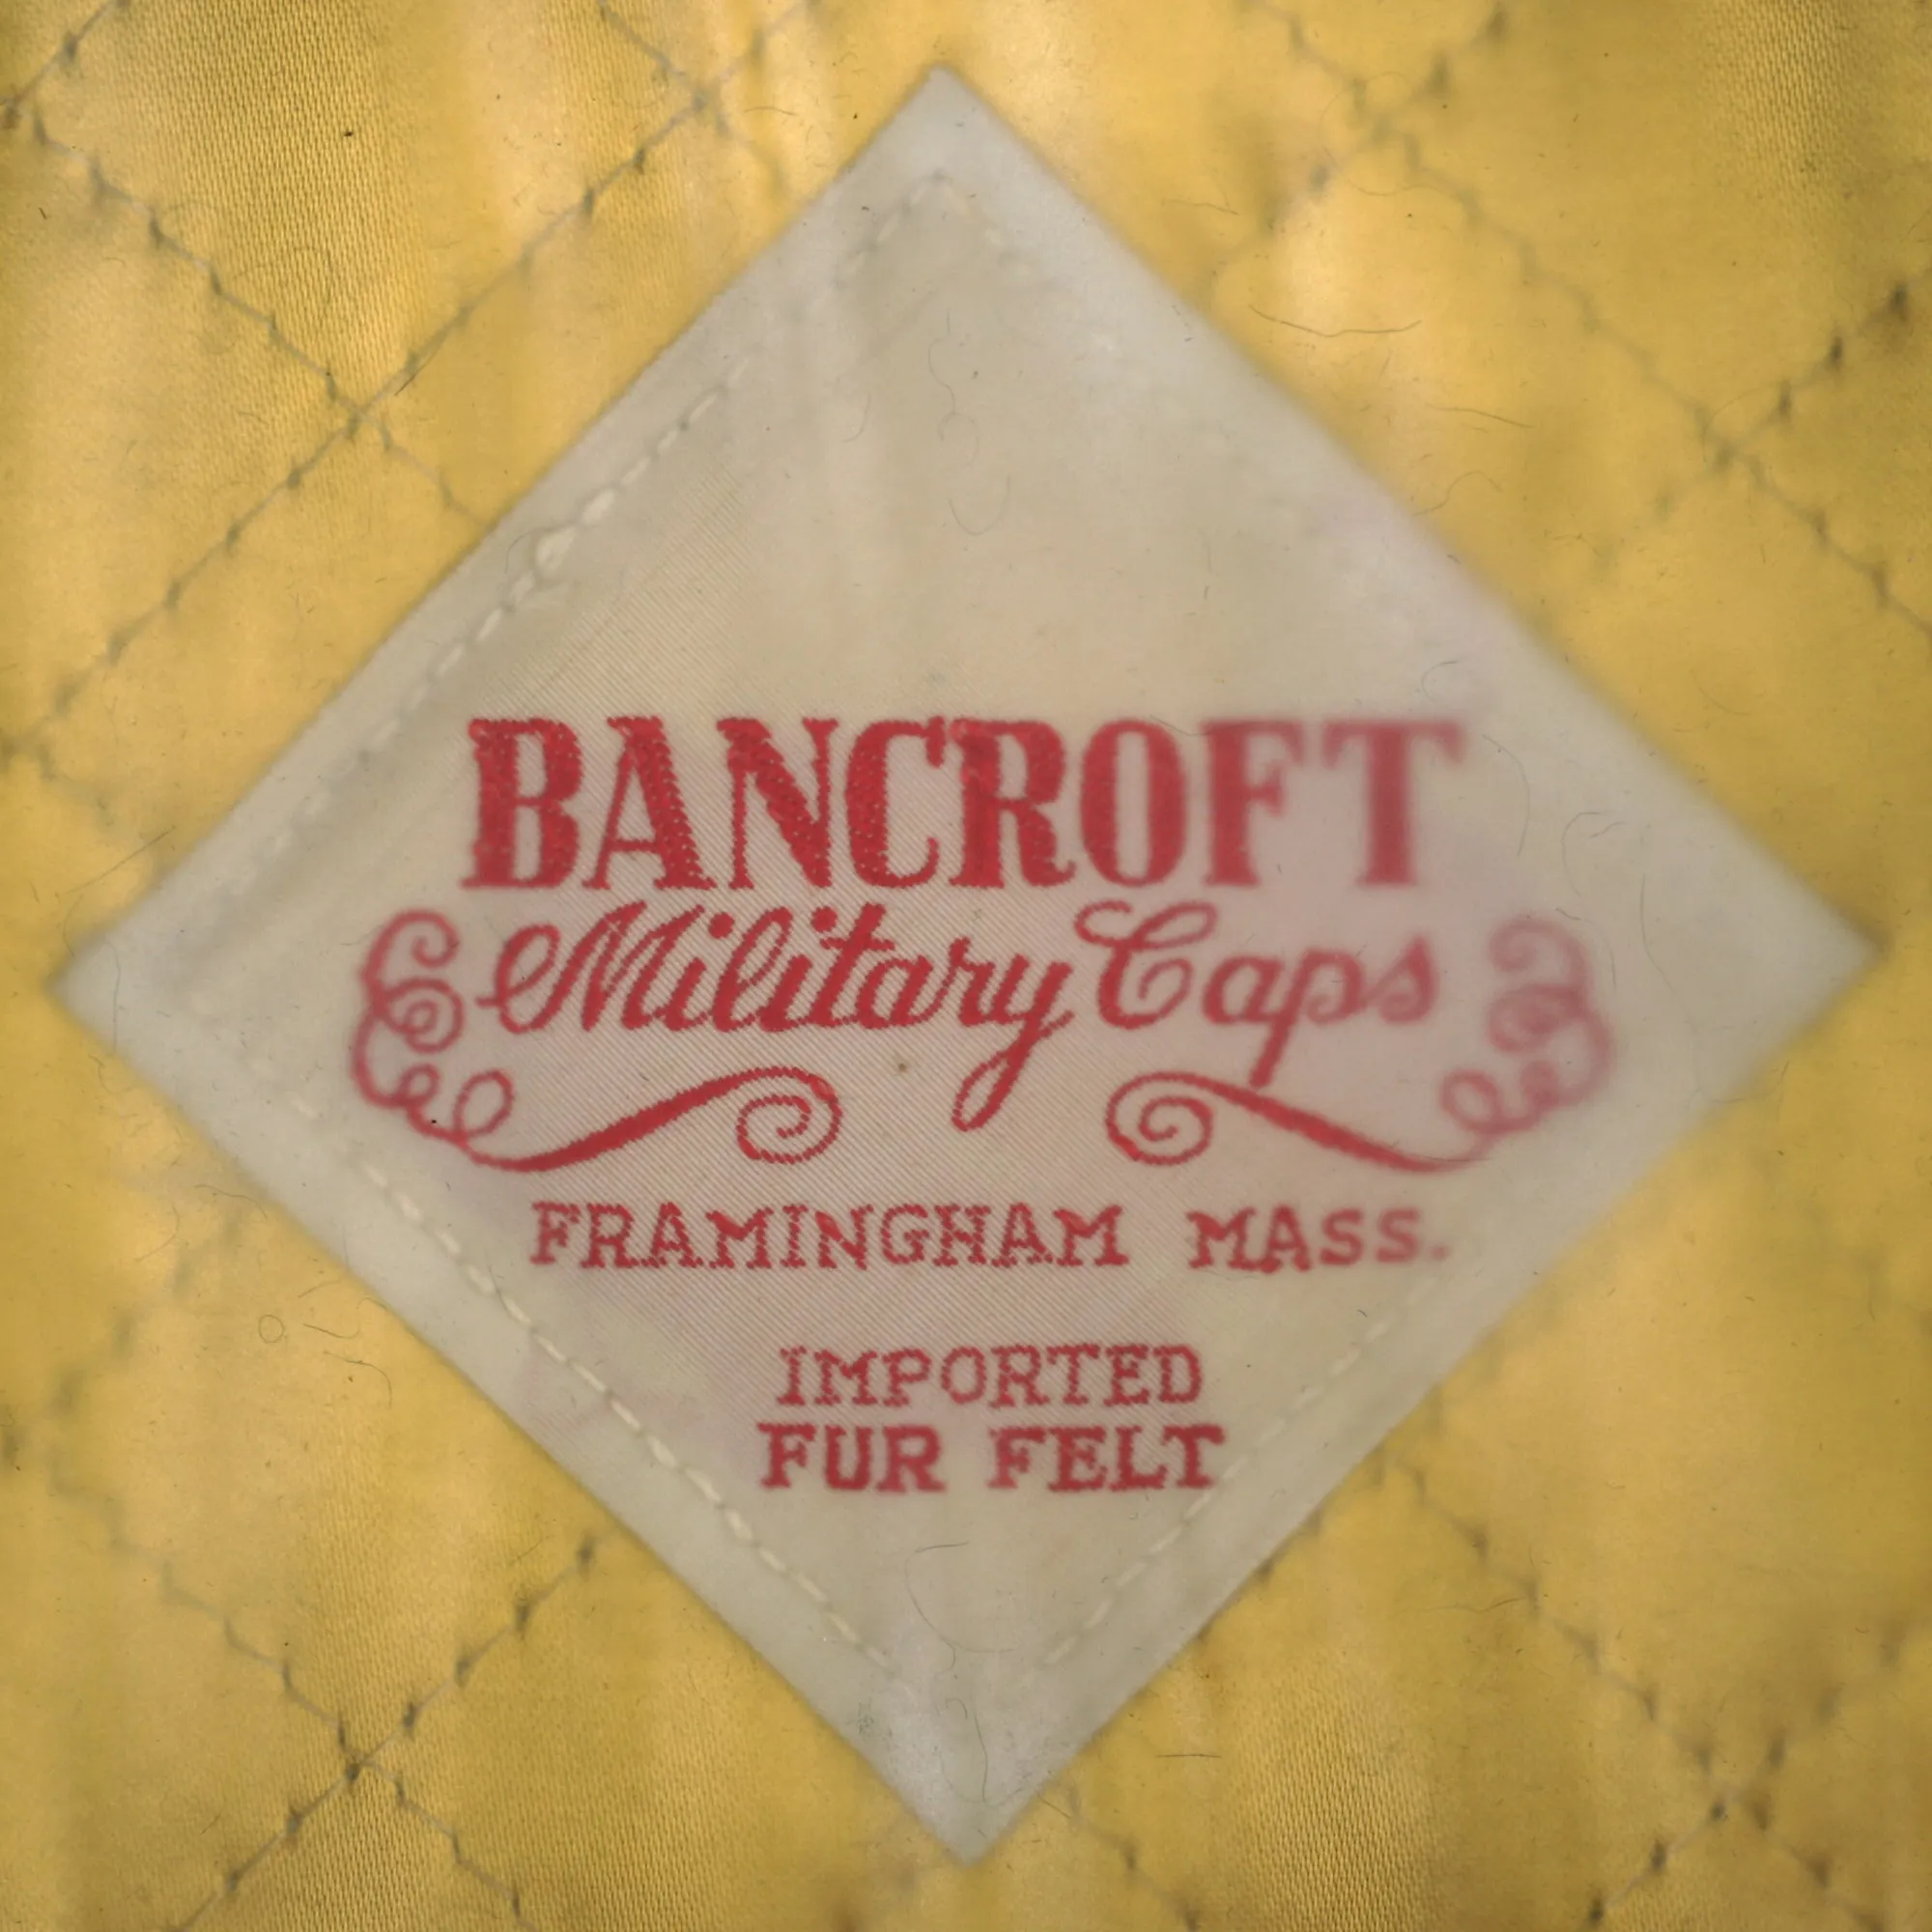 BANCROFT
Military Caps
FRAMINGHAM MASS.
IMPORTED
FUR FELT